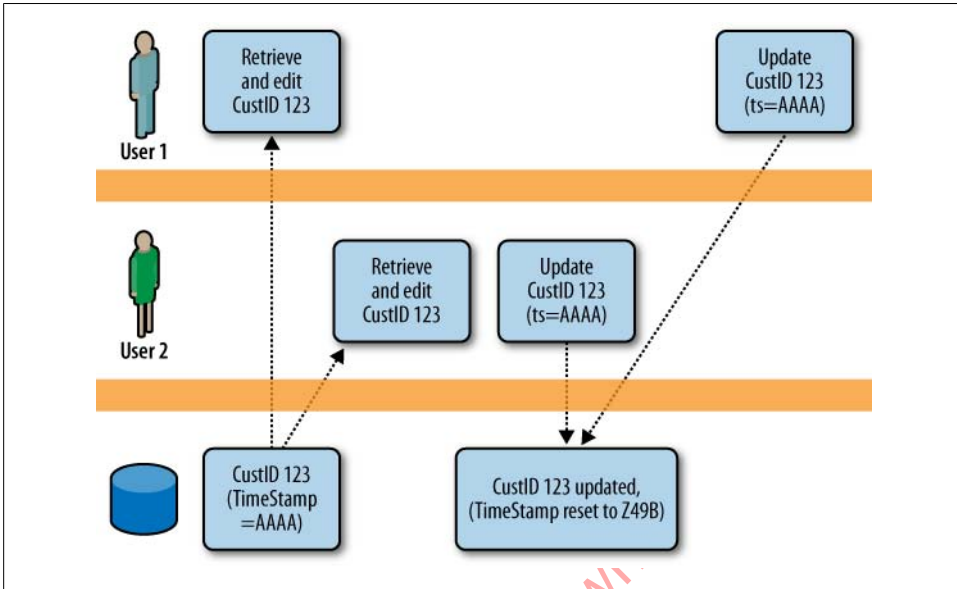 Retrieve
and edit
CustID 123
Update
CustID 123
(ts=AAAA)
User 1
Retrieve
and edit
CustID 123
Update
CustID 123
(ts=AAAA)
User 2
CustID 123
(TimeStamp
=AAAA)
CustID 123 updated,
(TimeStamp reset to Z49B)